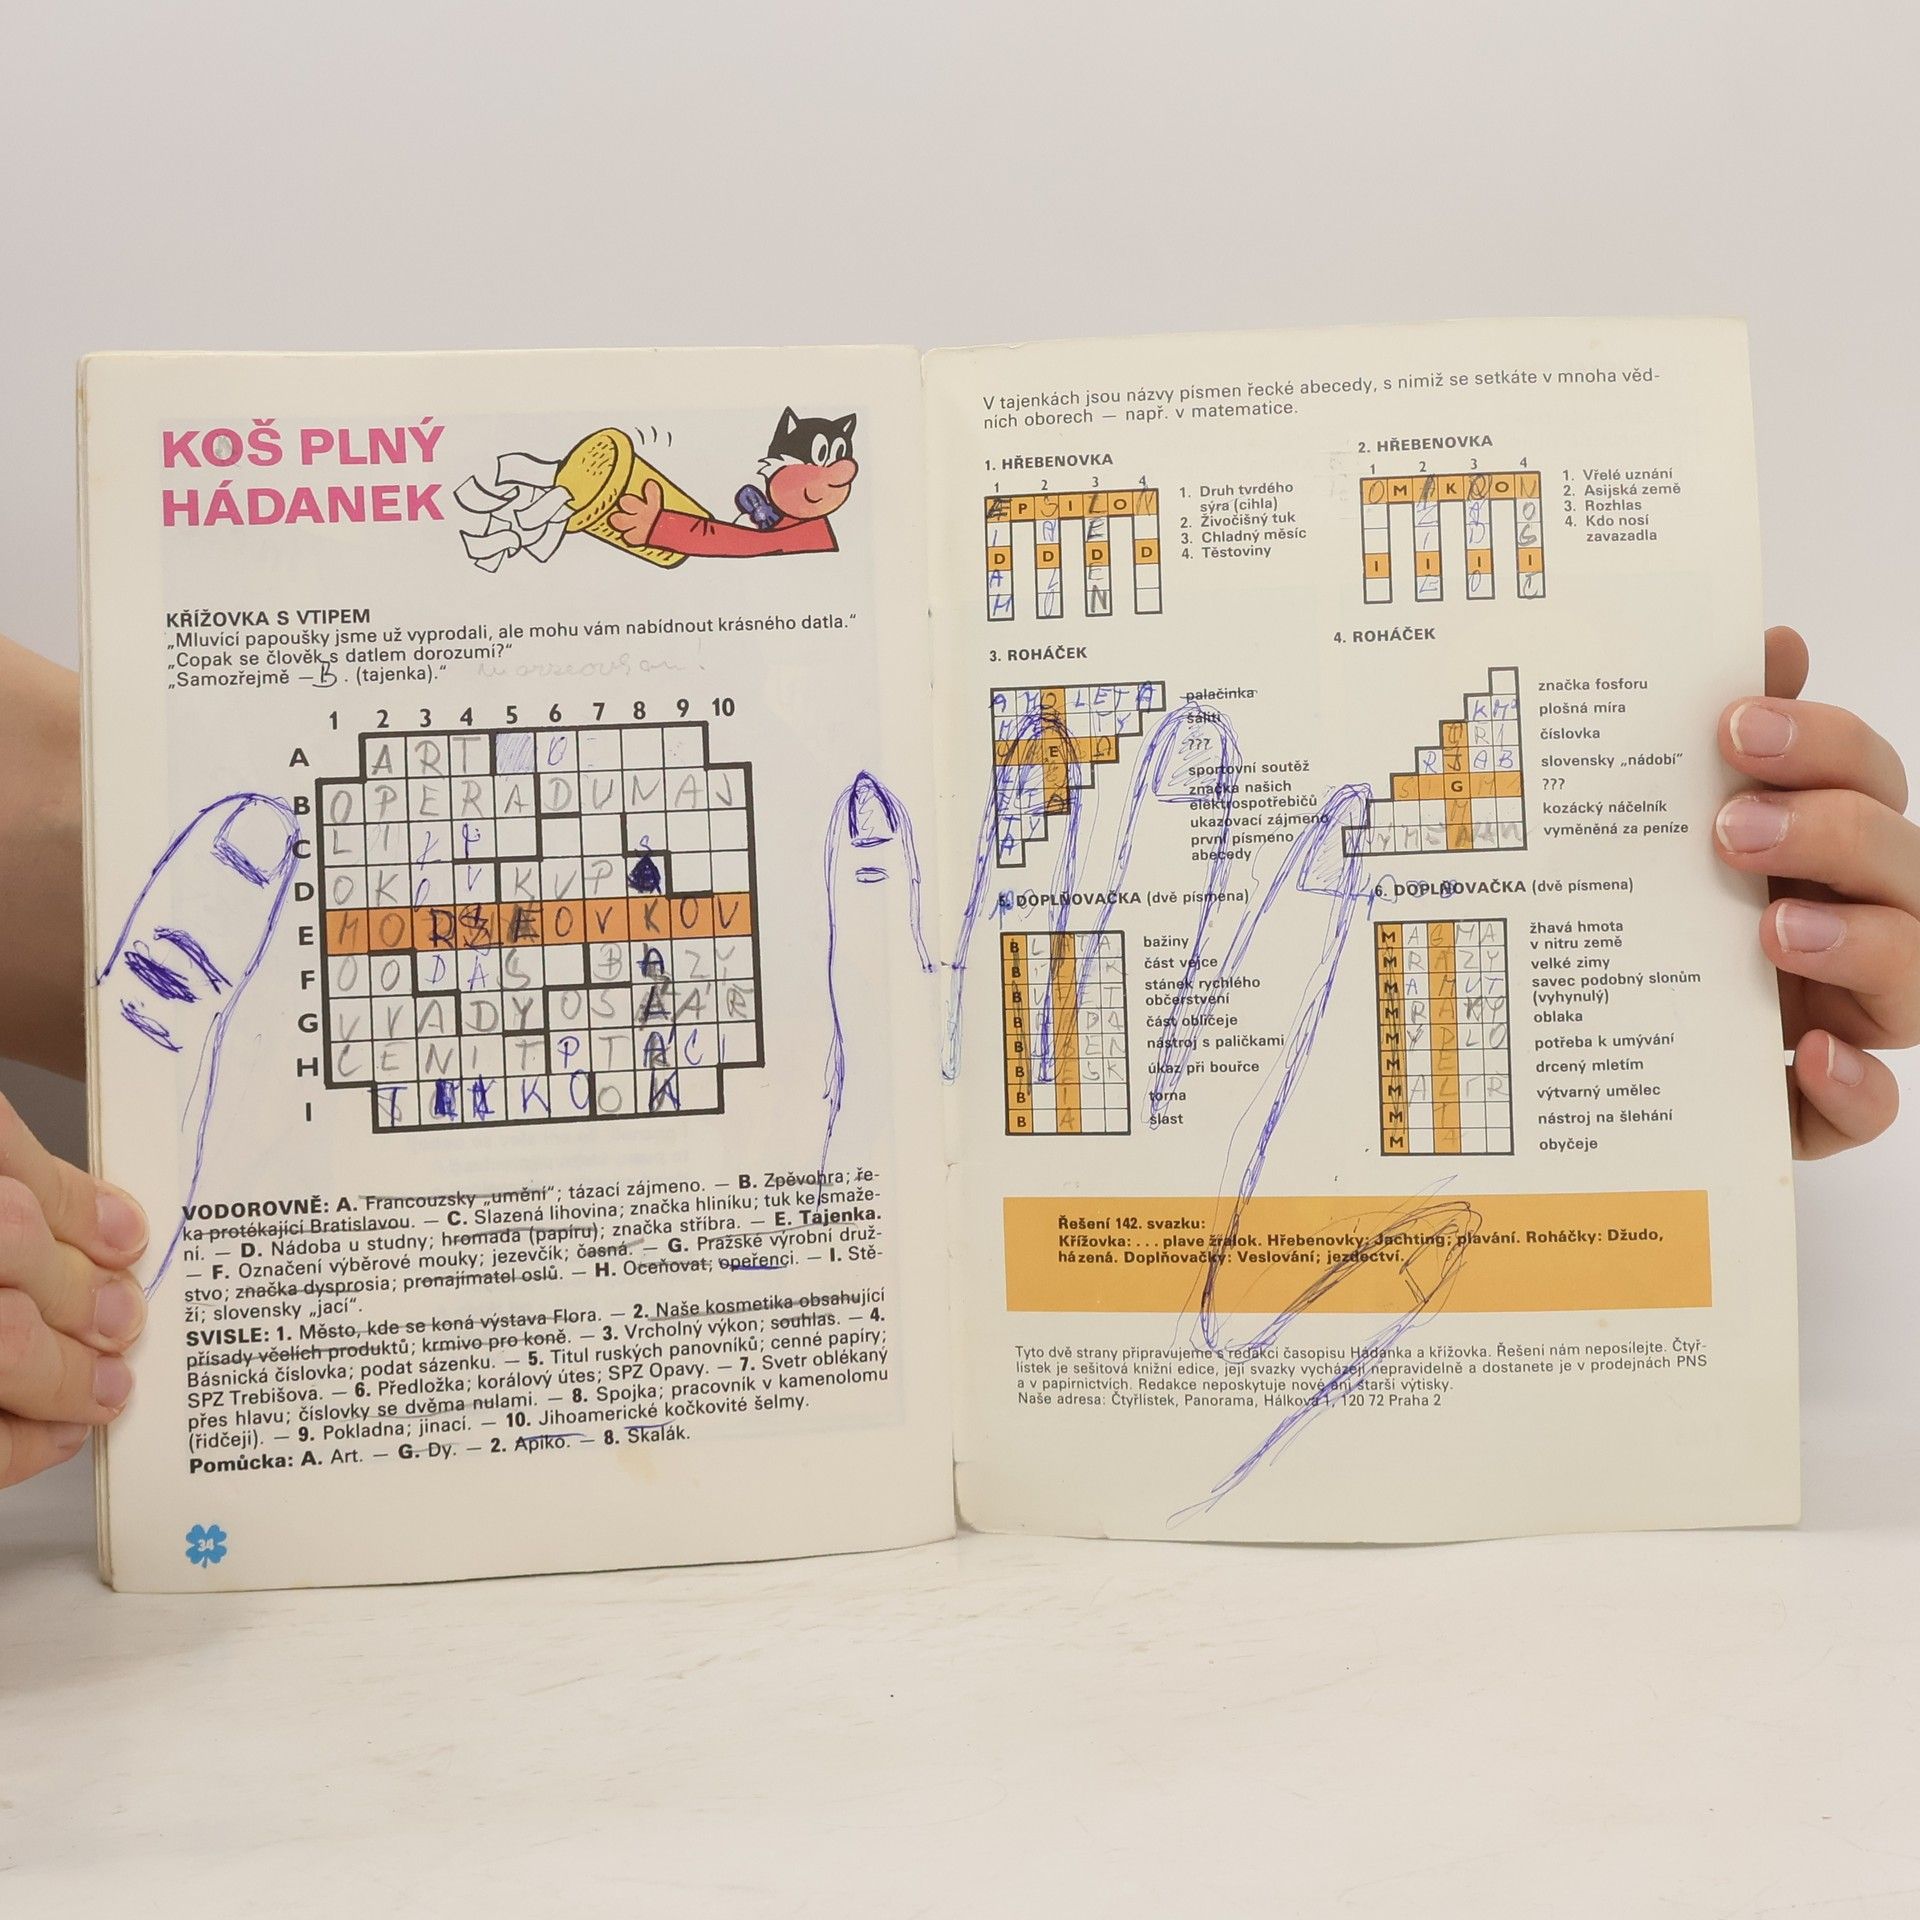 KOŠ PLNÝ
HÁDANEK
KŘÍŽOVKA S VTIPEM
„Mluvící papoušky jsme už vyprodali, ale mohu vám nabídnout krásného datla.“
„Copak se člověk s datlem dorozumí?“
„Samozřejmě — . (tajenka).“
1 2 3 4 5 6 7 8 9 10
A
B
C
D
E
F
G
H
I
A R T
O P E R A D U N A J
VODOROVNĚ: A. Francouzsky „umění“; tázací zájmeno. — B. Zpěvohra; ře-
ka protékající Bratislavou. — C. Slazená lihovina; značka hliníku; tuk ke smaže-
ní. — D. Nádoba u studny; hromada (papíru); značka stříbra. — E. Tajenka.
— F. Označení výběrové mouky; jezevčík; časná. — G. Pražské výrobní druž-
stvo; značka dysprosia; pronajímatel oslů. — H. Oceňovat; opeřenci. — I. Stě-
ží; slovensky „jací“.
SVISLE: 1. Město, kde se koná výstava Flora. — 2. Naše kosmetika obsahující
přísady včelích produktů; krmivo pro koně. — 3. Vrcholný výkon; souhlas. — 4.
Básnická číslovka; podat sázenku. — 5. Titul ruských panovníků; cenné papíry;
SPZ Trebišova. — 6. Předložka; korálový útes; SPZ Opavy. — 7. Svetr oblékaný
přes hlavu; číslovky se dvěma nulami. — 8. Spojka; pracovník v kamenolomu
(řidčeji). — 9. Pokladna; jinací. — 10. Jihoamerické kočkovité šelmy.
Pomůcka: A. Art. — G. Dy. — 2. Apiko. — 8. Skalák.
34
V tajenkách jsou názvy písmen řecké abecedy, s nimiž se setkáte v mnoha věd-
ních oborech — např. v matematice.
1. HŘEBENOVKA
1 2 3 4
E P S I L O N
D D D D
1. Druh tvrdého
sýra (cihla)
2. Živočišný tuk
3. Chladný měsíc
4. Těstoviny
2. HŘEBENOVKA
1 2 3 4
O M I K R O N
I I I I
1. Vřelé uznání
2. Asijská země
3. Rozhlas
4. Kdo nosí
zavazadla
3. ROHÁČEK
A M O L E T A
E
palačinka
šáliti
???
sportovní soutěž
značka našich
elektrospotřebičů
ukazovací zájmeno
první písmeno
abecedy
4. ROHÁČEK
G
značka fosforu
plošná míra
číslovka
slovensky „nádobí“
???
kozácký náčelník
vyměněná za peníze
5. DOPLŇOVAČKA (dvě písmena)
B
B
B
B
B
B
B
B
bažiny
část vejce
stánek rychlého
občerstvení
část obličeje
nástroj s paličkami
úkaz při bouřce
torna
slast
6. DOPLŇOVAČKA (dvě písmena)
M A G M A
M R A Z Y
M A M U T
M R A K Y
M Y D L O
M
M A L Í Ř
M
M
žhavá hmota
v nitru země
velké zimy
savec podobný slonům
(vyhynulý)
oblaka
potřeba k umývání
drcený mletím
výtvarný umělec
nástroj na šlehání
obyčeje
Řešení 142. svazku:
Křížovka: . . . plave žralok. Hřebenovky: Jachting; plavání. Roháčky: Džudo,
házená. Doplňovačky: Veslování; jezdectví.
Tyto dvě strany připravujeme s redakcí časopisu Hádanka a křížovka. Řešení nám neposílejte. Čtyř-
lístek je sešitová knižní edice, její svazky vycházejí nepravidelně a dostanete je v prodejnách PNS
a v papírnictvích. Redakce neposkytuje nové ani starší výtisky.
Naše adresa: Čtyřlístek, Panorama, Hálkova 1, 120 72 Praha 2